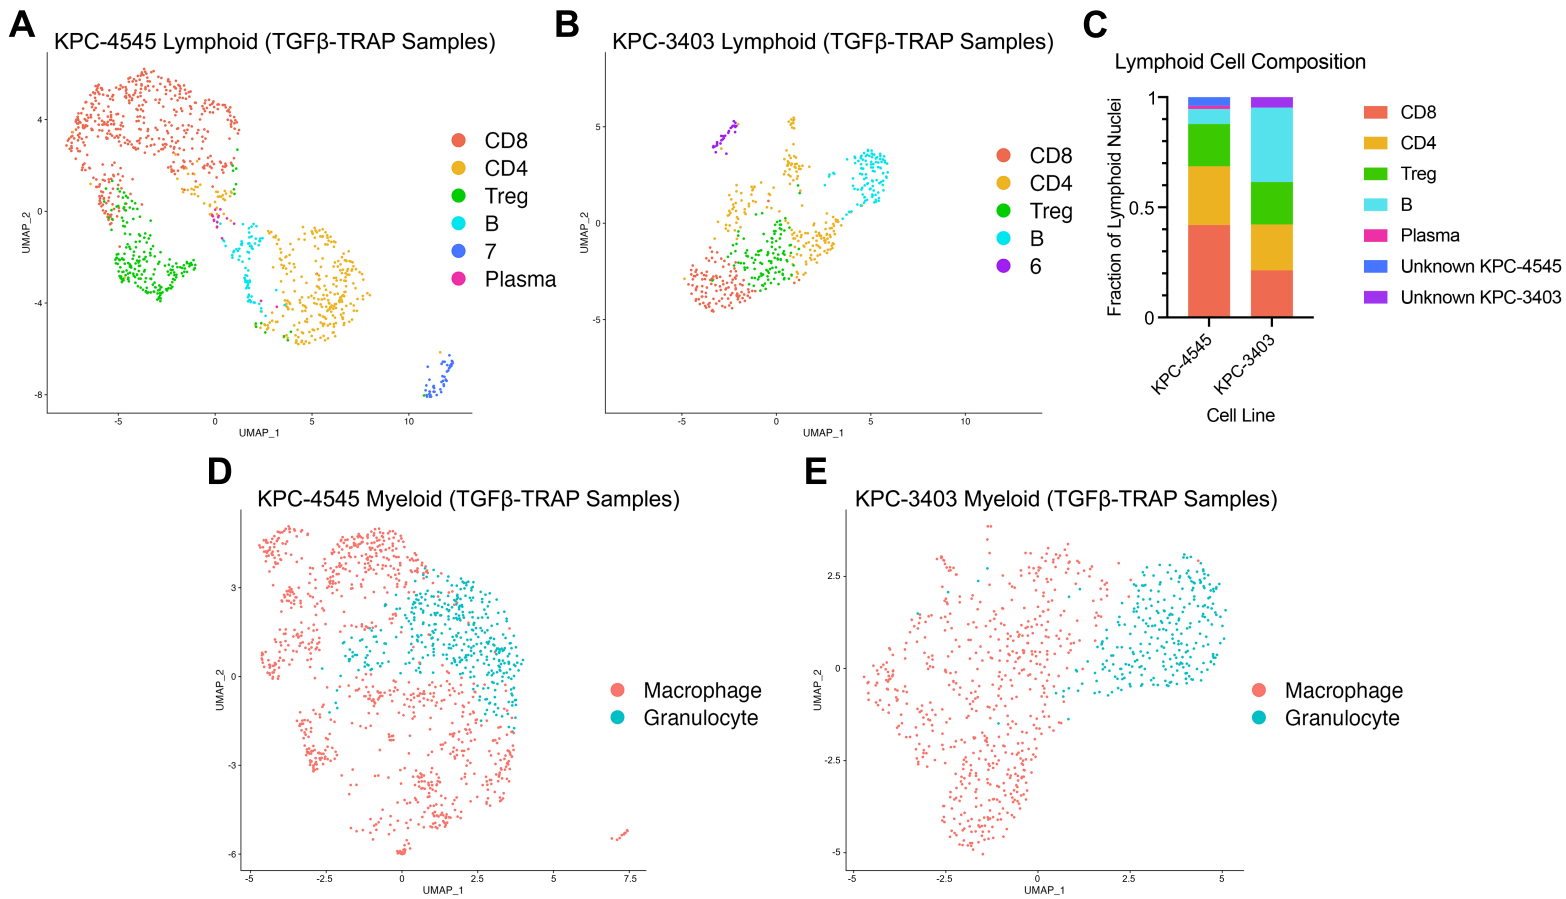 A
KPC-4545 Lymphoid (TGFβ-TRAP Samples)
4
0
-4
-8
UMAP_2
-5
0
5
10
UMAP_1
CD8
CD4
Treg
B
7
Plasma
B
KPC-3403 Lymphoid (TGFβ-TRAP Samples)
5
0
-5
UMAP_2
-5
0
5
10
UMAP_1
CD8
CD4
Treg
B
6
C
Lymphoid Cell Composition
1
0.5
0
Fraction of Lymphoid Nuclei
KPC-4545
KPC-3403
Cell Line
CD8
CD4
Treg
B
Plasma
Unknown KPC-4545
Unknown KPC-3403
D
KPC-4545 Myeloid (TGFβ-TRAP Samples)
3
0
-3
-6
UMAP_2
-5
-2.5
0
2.5
5
7.5
UMAP_1
Macrophage
Granulocyte
E
KPC-3403 Myeloid (TGFβ-TRAP Samples)
2.5
0
-2.5
-5
UMAP_2
-5
-2.5
0
2.5
5
UMAP_1
Macrophage
Granulocyte